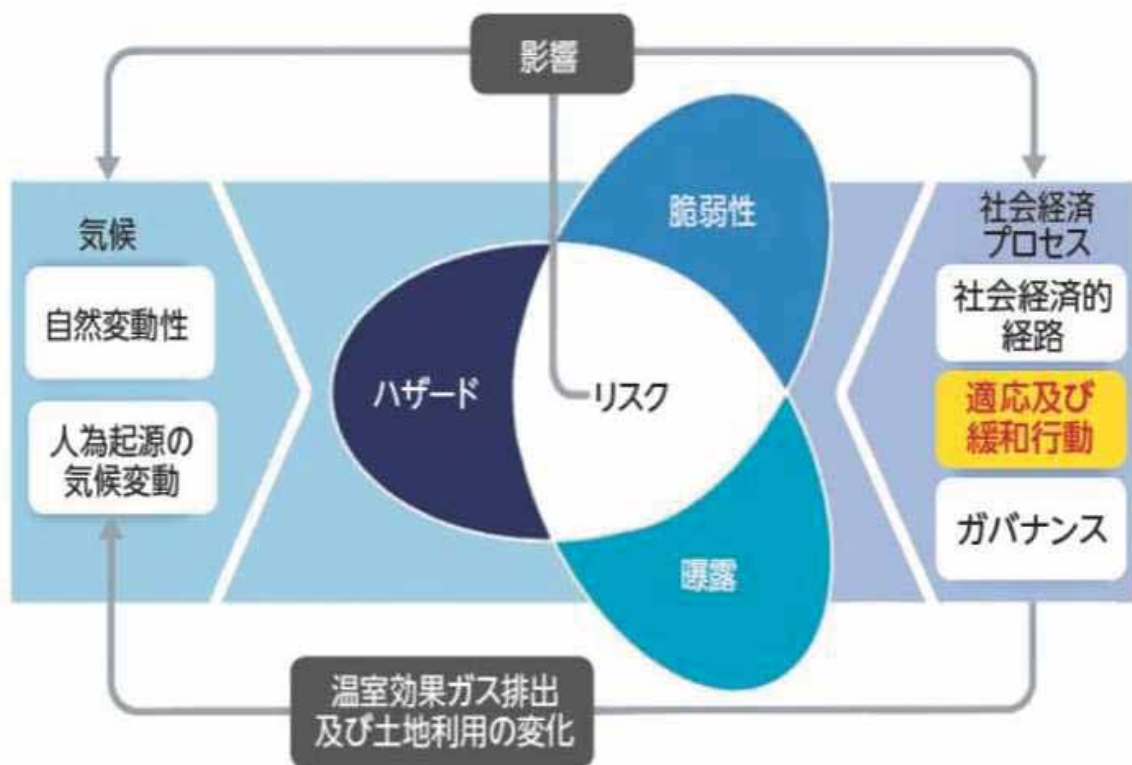 影響
気候
自然変動性
人為起源の
気候変動
ハザード
脆弱性
リスク
曝露
社会経済
プロセス
社会経済的
経路
適応及び
緩和行動
ガバナンス
温室効果ガス排出
及び土地利用の変化